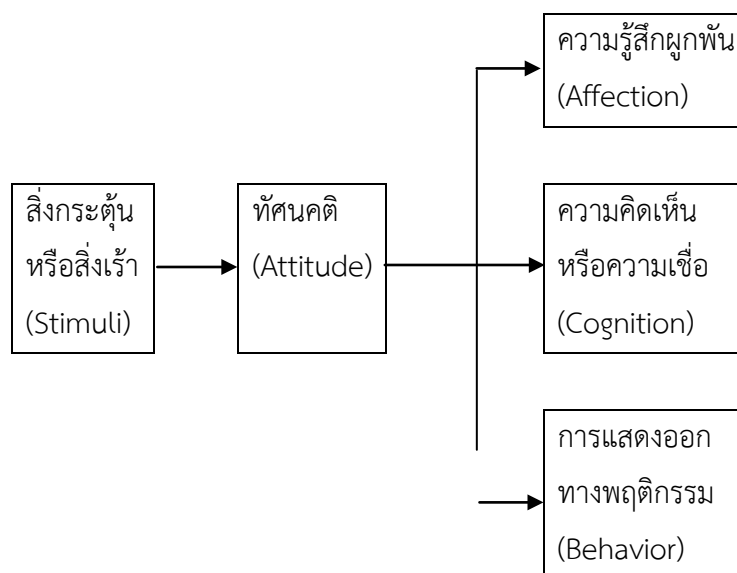 ความรู้สึกผูกพัน
(Affection)
สิ่งกระตุ้น
หรือสิ่งเร้า
(Stimuli)
ทัศนคติ
(Attitude)
ความคิดเห็น
หรือความเชื่อ
(Cognition)
การแสดงออก
ทางพฤติกรรม
(Behavior)